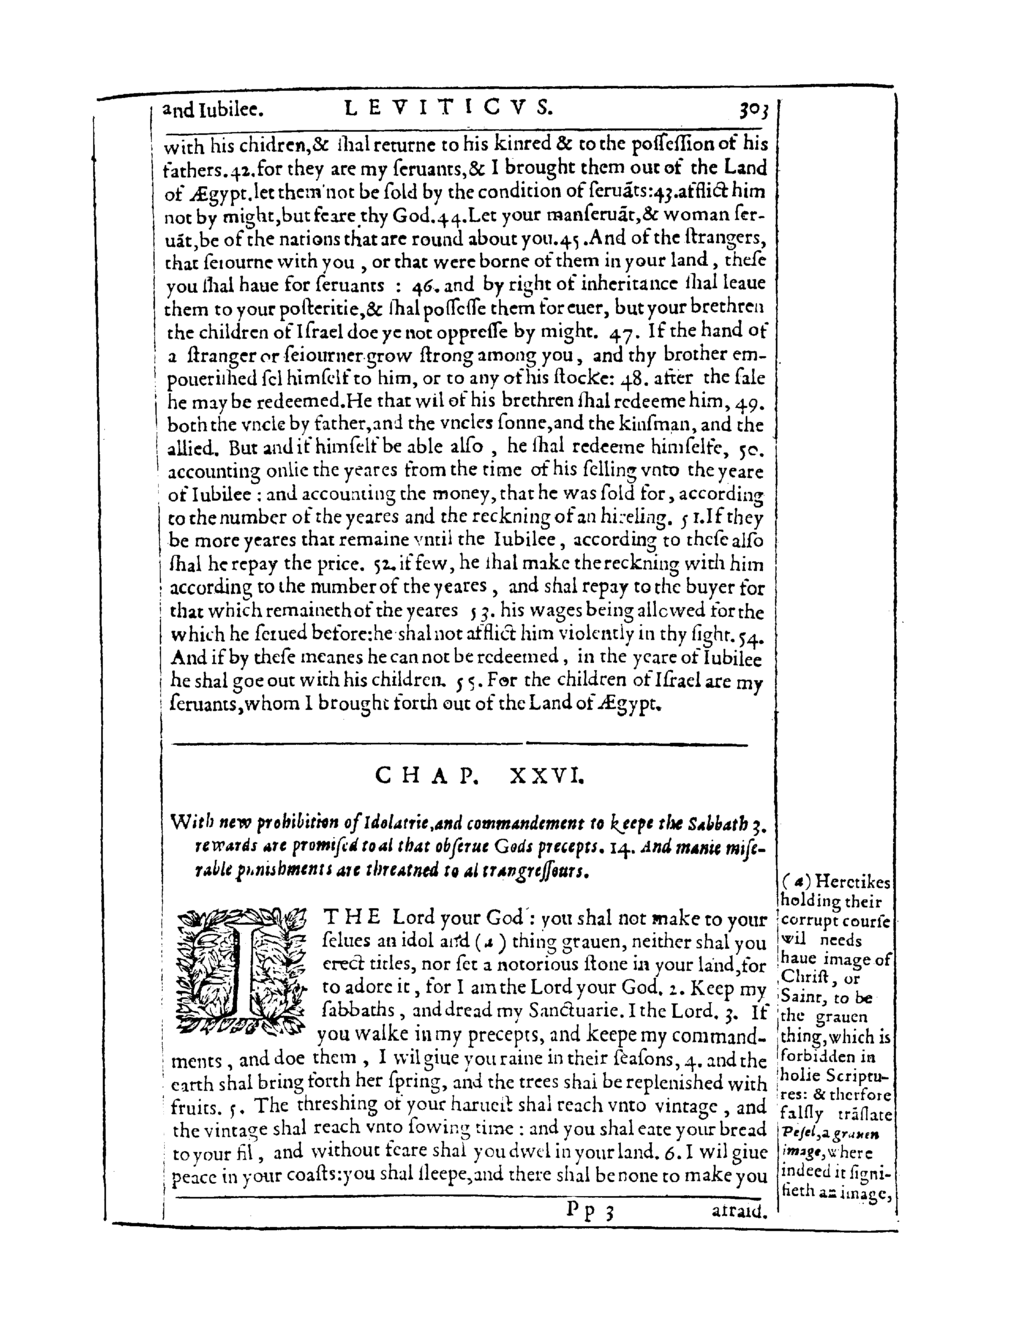 and Iubilee. LEVITICVS. 303
with his chidren,& ſhal returne to his kinred & to the poſſeſſion of his
fathers.42.for they are my ſeruants,& I brought them out of the Land
of Ægypt.let them not be ſold by the condition of ſeruãts:43.afflict him
not by might,but feare thy God.44.Let your manſeruãt,& woman ſer-
uãt,be of the nations that are round about you.45.And of the ſtrangers,
that ſeiourne with you , or that were borne of them in your land , theſe
you ſhal haue for ſeruants : 46. and by right of inheritance ſhal leaue
them to your poſteritie,& ſhal poſſeſſe them for euer, but your brethren
the children of Iſrael doe ye not oppreſſe by might. 47. If the hand of
a ſtranger or ſeiourner grow ſtrong among you , and thy brother em-
poueriſhed ſel himſelf to him, or to any of his ſtocke: 48. after the ſale
he may be redeemed.He that wil of his brethren ſhal redeeme him, 49.
both the vncle by father,and the vncles ſonne,and the kinſman, and the
allied. But and if himſelf be able alſo , he ſhal redeeme himſelfe, 50.
accounting onlie the yeares from the time of his ſelling vnto the yeare
of Iubilee : and accounting the money, that he was ſold for , according
to the number of the yeares and the reckning of an hireling. 51.If they
be more yeares that remaine vntil the Iubilee , according to theſe alſo
ſhal he repay the price. 52. if few, he ſhal make the reckning with him
according to the number of the yeares , and shal repay to the buyer for
that which remaineth of the yeares 53. his wages being allowed for the
which he ſerued before:he shal not afflict him violently in thy ſight.54.
And if by theſe meanes he can not be redeemed , in the yeare of Iubilee
he shal goe out with his children. 55. For the children of Iſrael are my
ſeruants,whom I brought forth out of the Land of Ægypt.
CHAP. XXVI.
With new prohibition of Idolatrie,and commandement to keepe the Sabbath 3.
rewards are promiſed to al that obſerue Gods precepts. 14. And manie miſe-
rable punishments are threatned to al tranſgreſſours.
I THE Lord your God : you shal not make to your
ſelues an idol and (a) thing grauen, neither shal you
erect titles, nor ſet a notorious ſtone in your land,for
to adore it , for I am the Lord your God. 2. Keep my
ſabbaths , and dread my Sanctuarie. I the Lord. 3. If
you walke in my precepts, and keepe my command-
ments , and doe them , I wil giue you raine in their ſeaſons, 4. and the
earth shal bring forth her ſpring, and the trees shal be replenished with
fruits. 5. The threshing of your harueſt shal reach vnto vintage , and
the vintage shal reach vnto ſowing time : and you shal eate your bread
to your fil , and without feare shal you dwel in your land. 6. I wil giue
peace in your coaſts:you shal ſleepe,and there shal be none to make you
Pp 3 afraid.
(a) Heretikes
holding their
corrupt courſe
wil needs
haue image of
Chriſt, or
Saint, to be
the grauen
thing,which is
forbidden in
holie Scriptu-
res: & therfore
falſly trãſlate
Peſel,a grauen
image,where
indeed it ſigni-
fieth an image,